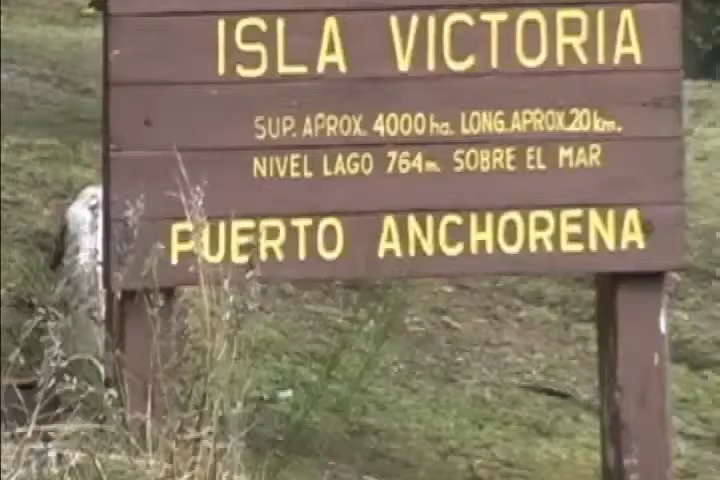 ISLA VICTORIA
SUP. APROX. 4000 ha. LONG. APROX. 20 km.
NIVEL LAGO 764 m. SOBRE EL MAR
PUERTO ANCHORENA